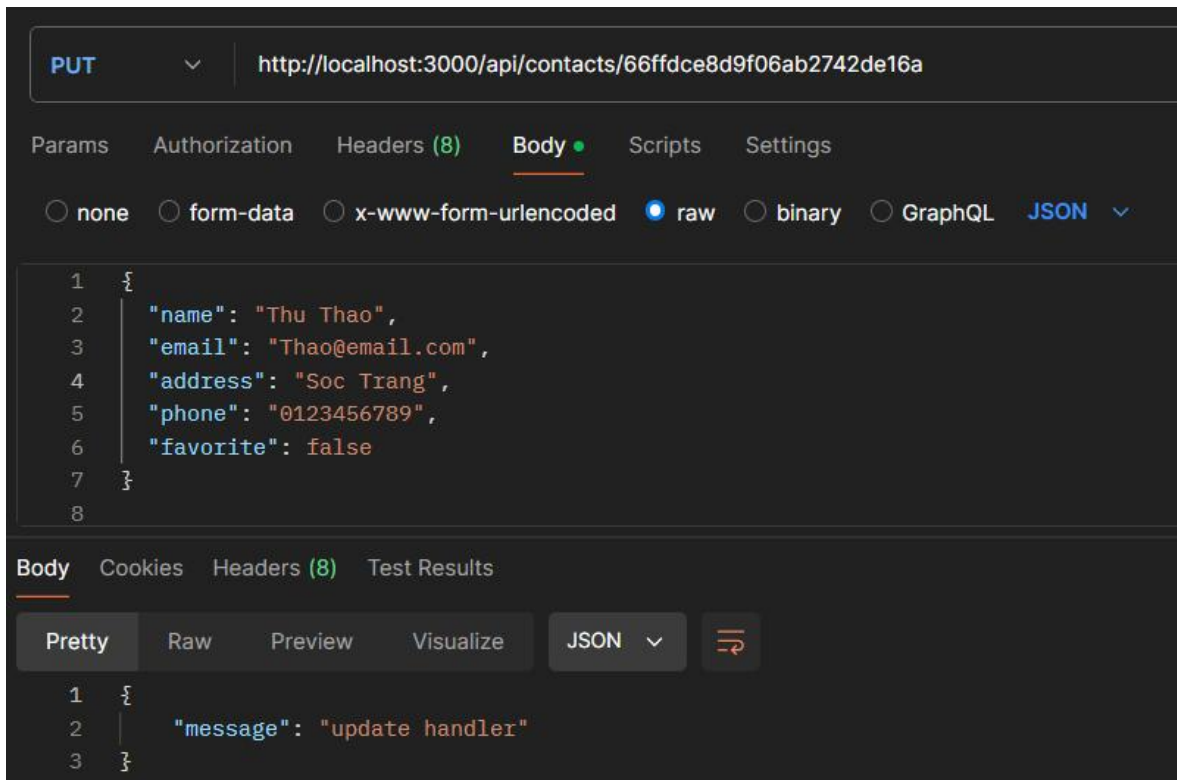 PUT http://localhost:3000/api/contacts/66ffdce8d9f06ab2742de16a
Params Authorization Headers (8) Body Scripts Settings
none form-data x-www-form-urlencoded raw binary GraphQL JSON
1 {
2 "name": "Thu Thao",
3 "email": "Thao@email.com",
4 "address": "Soc Trang",
5 "phone": "0123456789",
6 "favorite": false
7 }
8
Body Cookies Headers (8) Test Results
Pretty Raw Preview Visualize JSON
1 {
2 "message": "update handler"
3 }